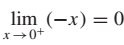 lim (−x) = 0
x→0⁺